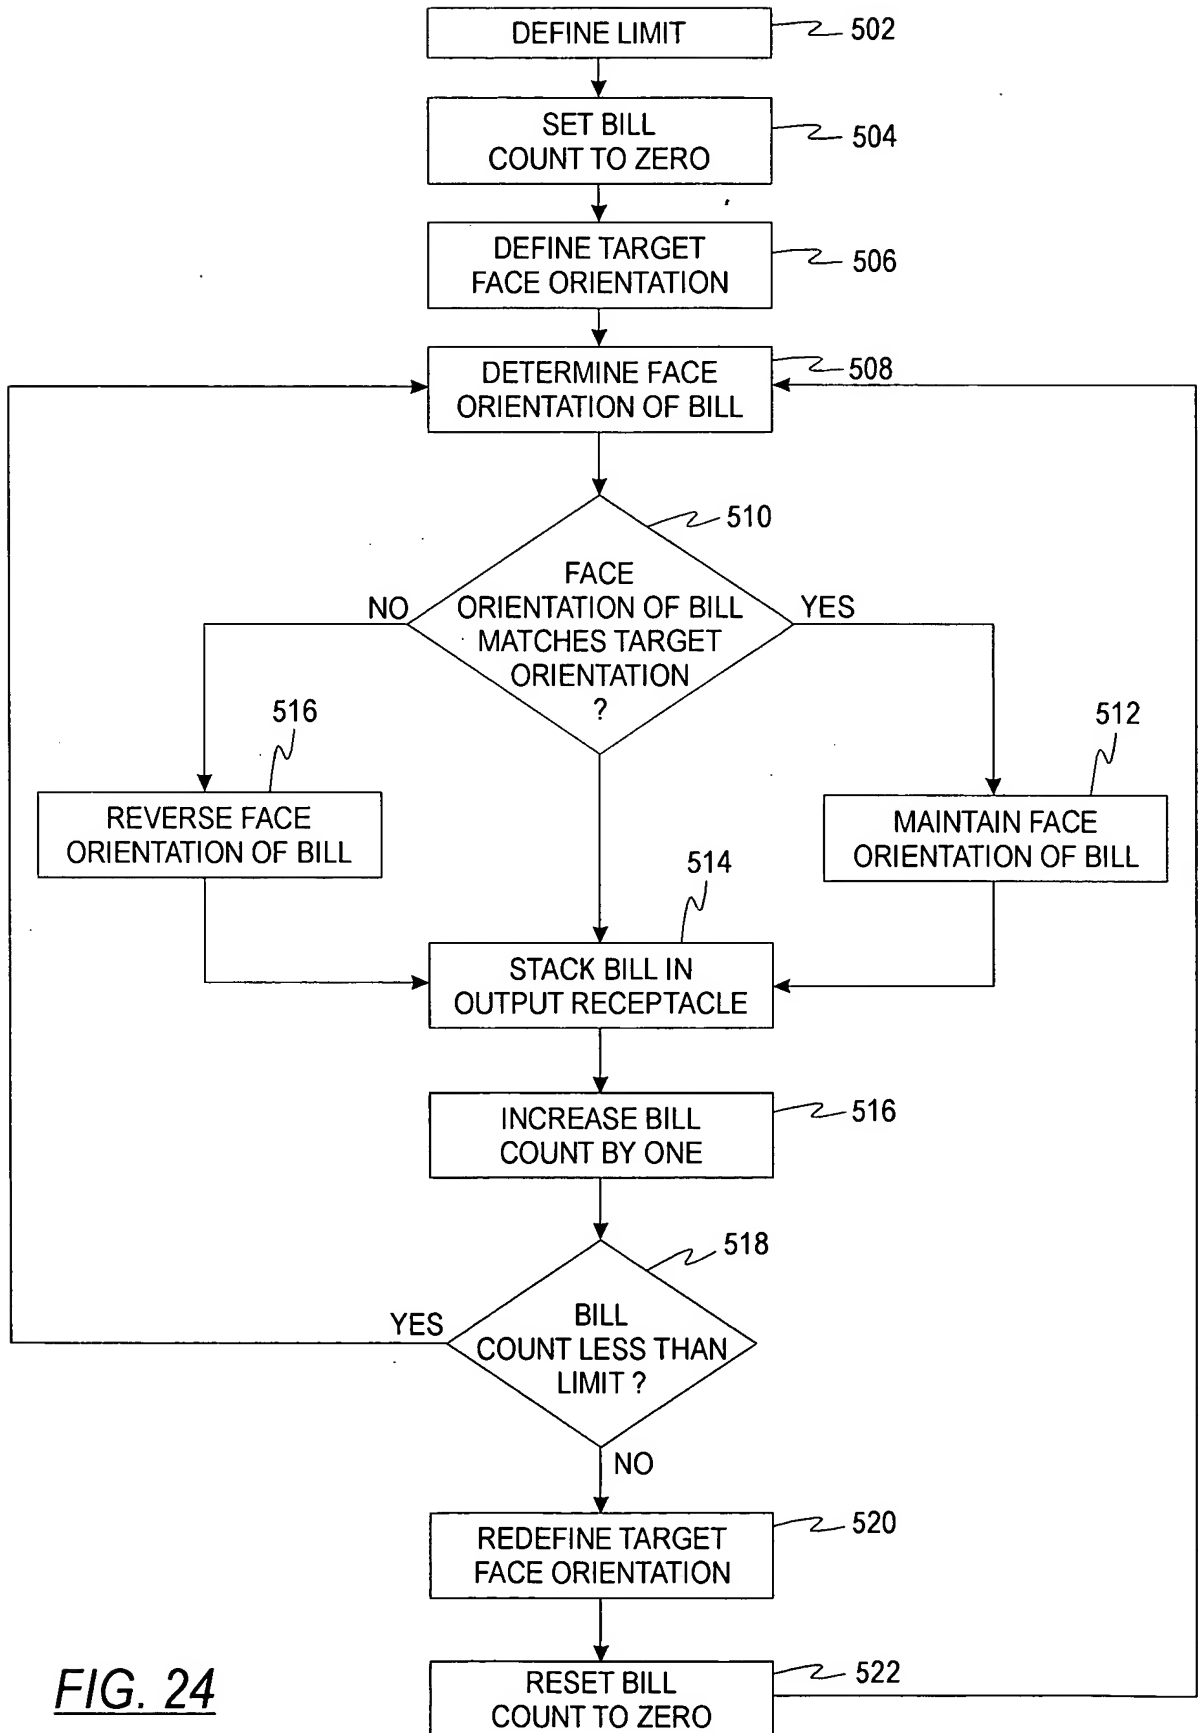 DEFINE LIMIT
502
SET BILL
COUNT TO ZERO
504
DEFINE TARGET
FACE ORIENTATION
506
DETERMINE FACE
ORIENTATION OF BILL
508
510
FACE
ORIENTATION OF BILL
MATCHES TARGET
ORIENTATION
?
NO
YES
516
REVERSE FACE
ORIENTATION OF BILL
512
MAINTAIN FACE
ORIENTATION OF BILL
514
STACK BILL IN
OUTPUT RECEPTACLE
INCREASE BILL
COUNT BY ONE
516
518
BILL
COUNT LESS THAN
LIMIT ?
YES
NO
REDEFINE TARGET
FACE ORIENTATION
520
RESET BILL
COUNT TO ZERO
522
FIG. 24